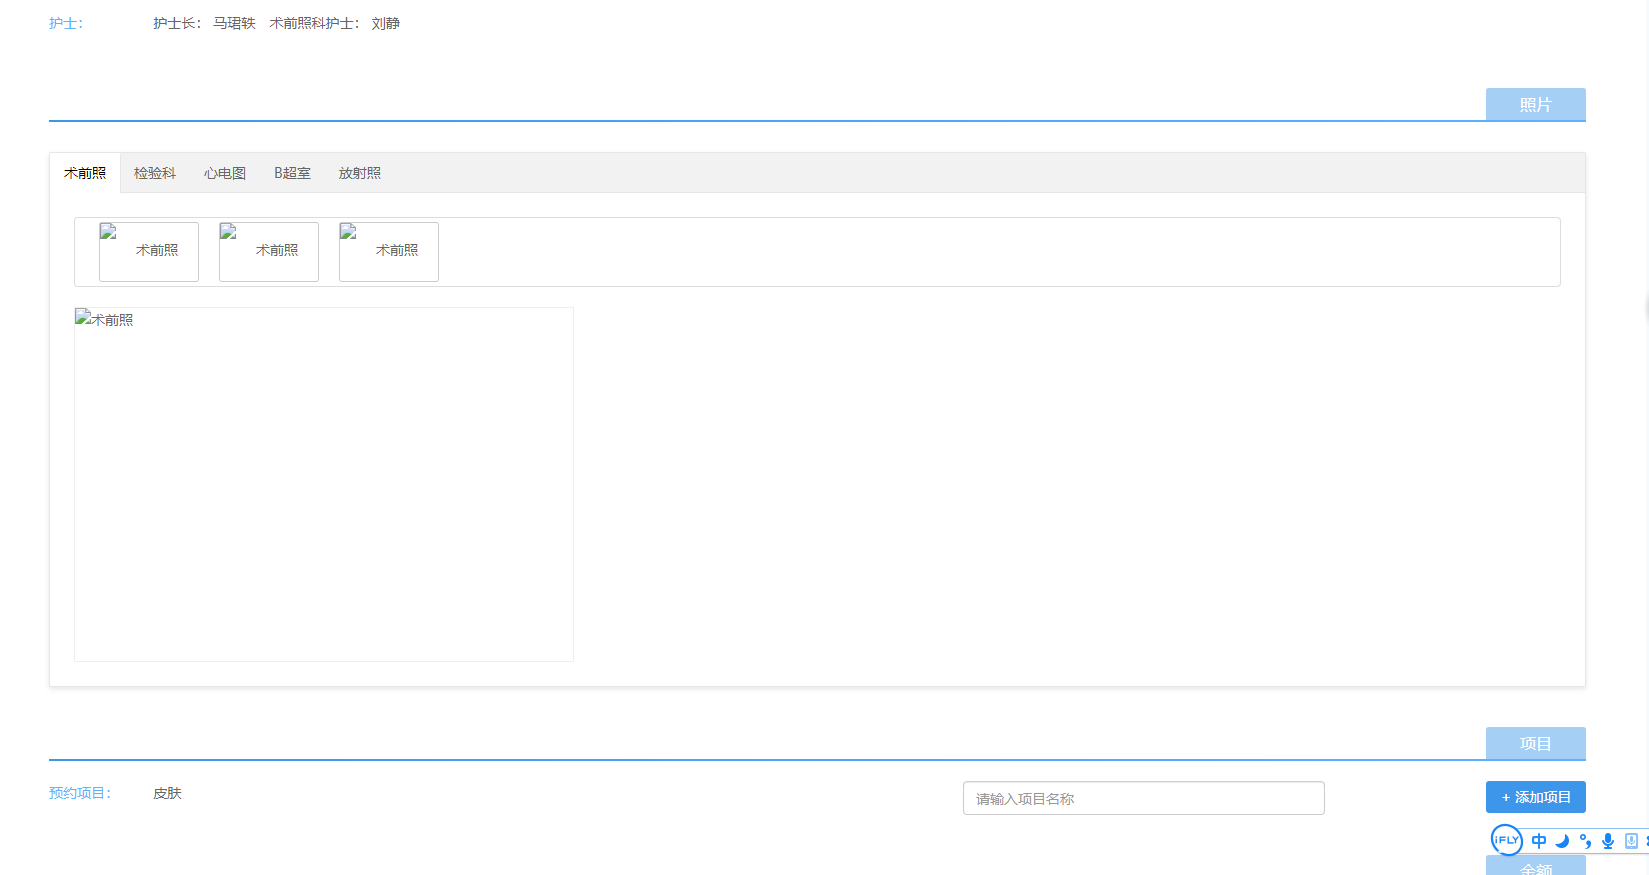 护士： 护士长： 马珺轶 术前照科护士： 刘静
照片
术前照 检验科 心电图 B超室 放射照
术前照 术前照 术前照
术前照
项目
预约项目： 皮肤 请输入项目名称 + 添加项目
iFLY 中
金额